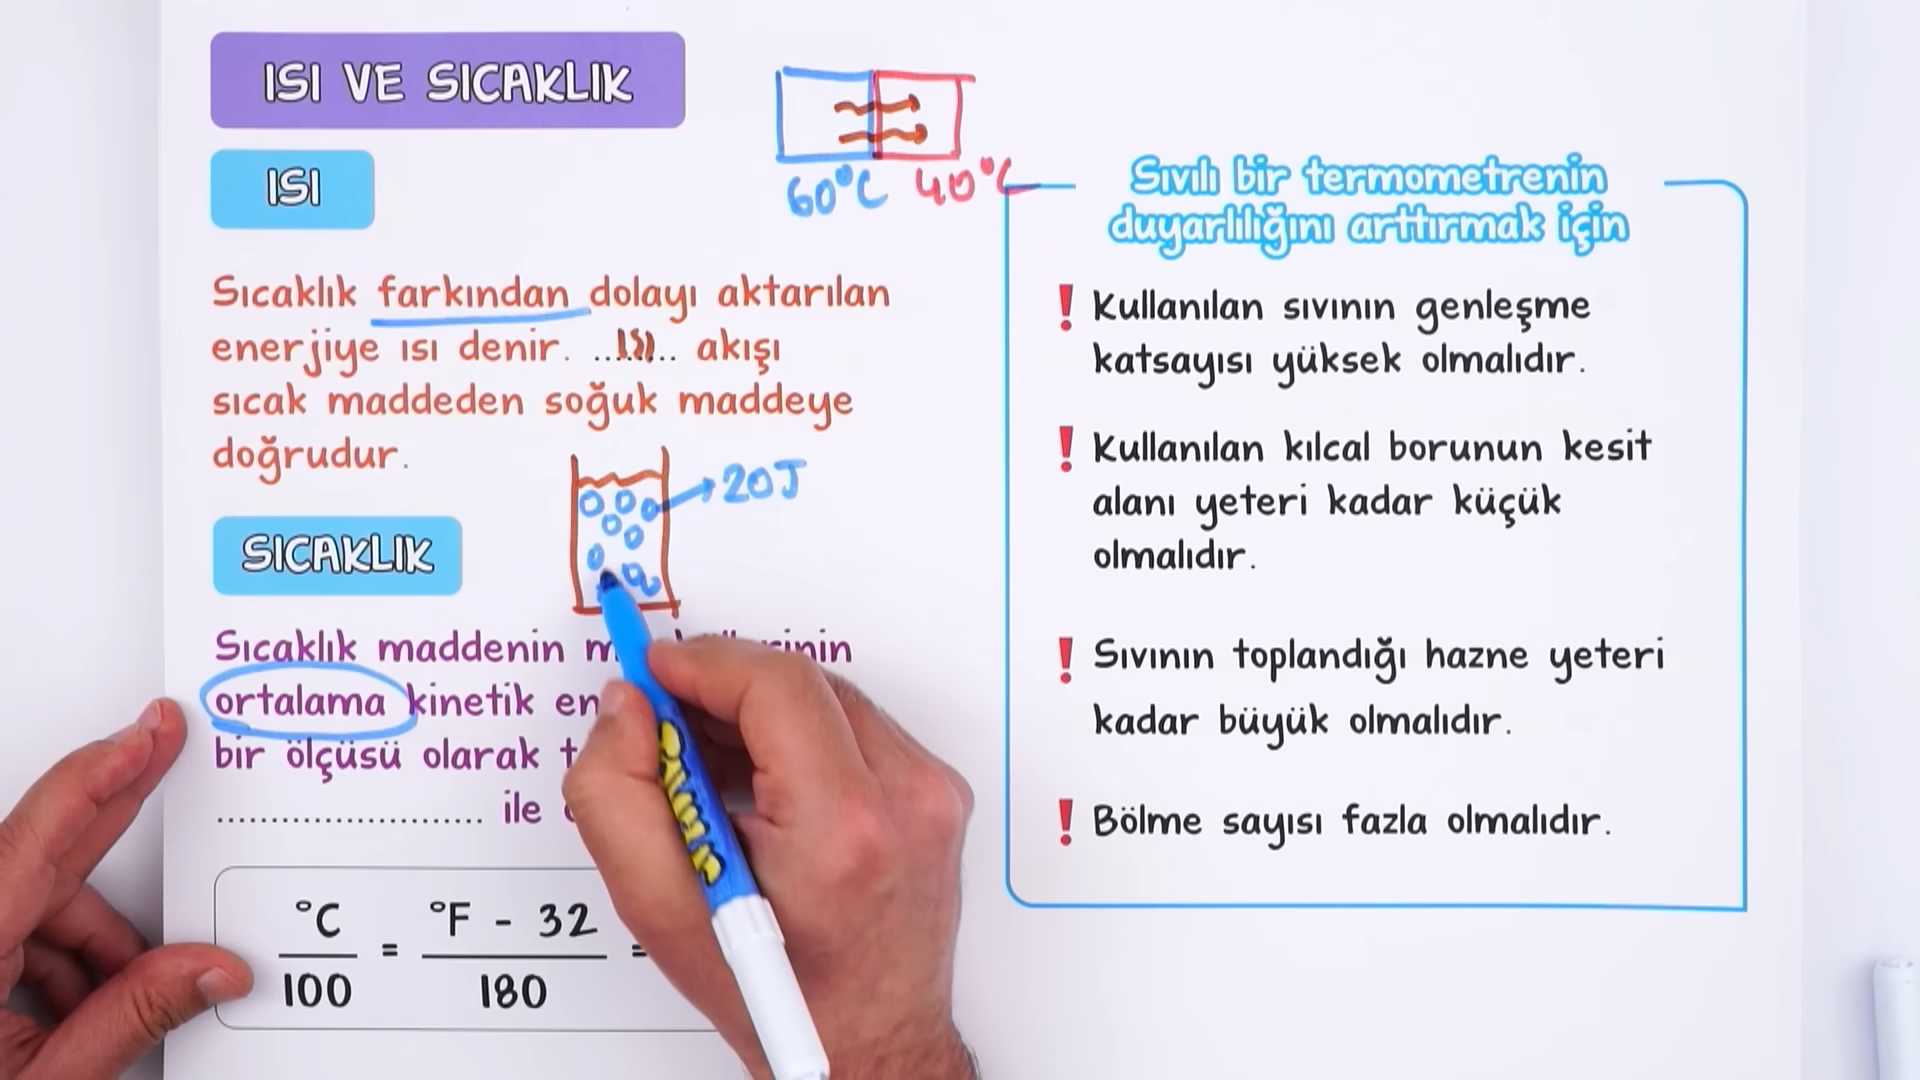 ISI VE SICAKLIK
ISI
60°C 40°C
Sıcaklık farkından dolayı aktarılan
enerjiye ısı denir. ..ısı.. akışı
sıcak maddeden soğuk maddeye
doğrudur.
20J
SICAKLIK
Sıcaklık maddenin
ortalama kinetik
bir ölçüsü olarak
........................ ile
°C
100
=
°F - 32
180
=
Sıvılı bir termometrenin
duyarlılığını arttırmak için
! Kullanılan sıvının genleşme
katsayısı yüksek olmalıdır.
! Kullanılan kılcal borunun kesit
alanı yeteri kadar küçük
olmalıdır.
! Sıvının toplandığı hazne yeteri
kadar büyük olmalıdır.
! Bölme sayısı fazla olmalıdır.